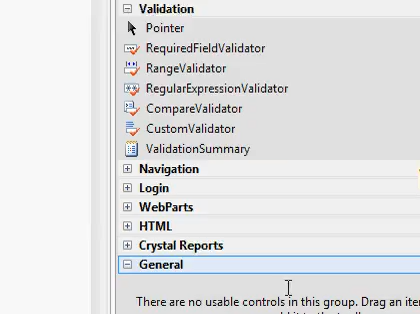 Validation
Pointer
RequiredFieldValidator
RangeValidator
RegularExpressionValidator
CompareValidator
CustomValidator
ValidationSummary
Navigation
Login
WebParts
HTML
Crystal Reports
General
There are no usable controls in this group. Drag an